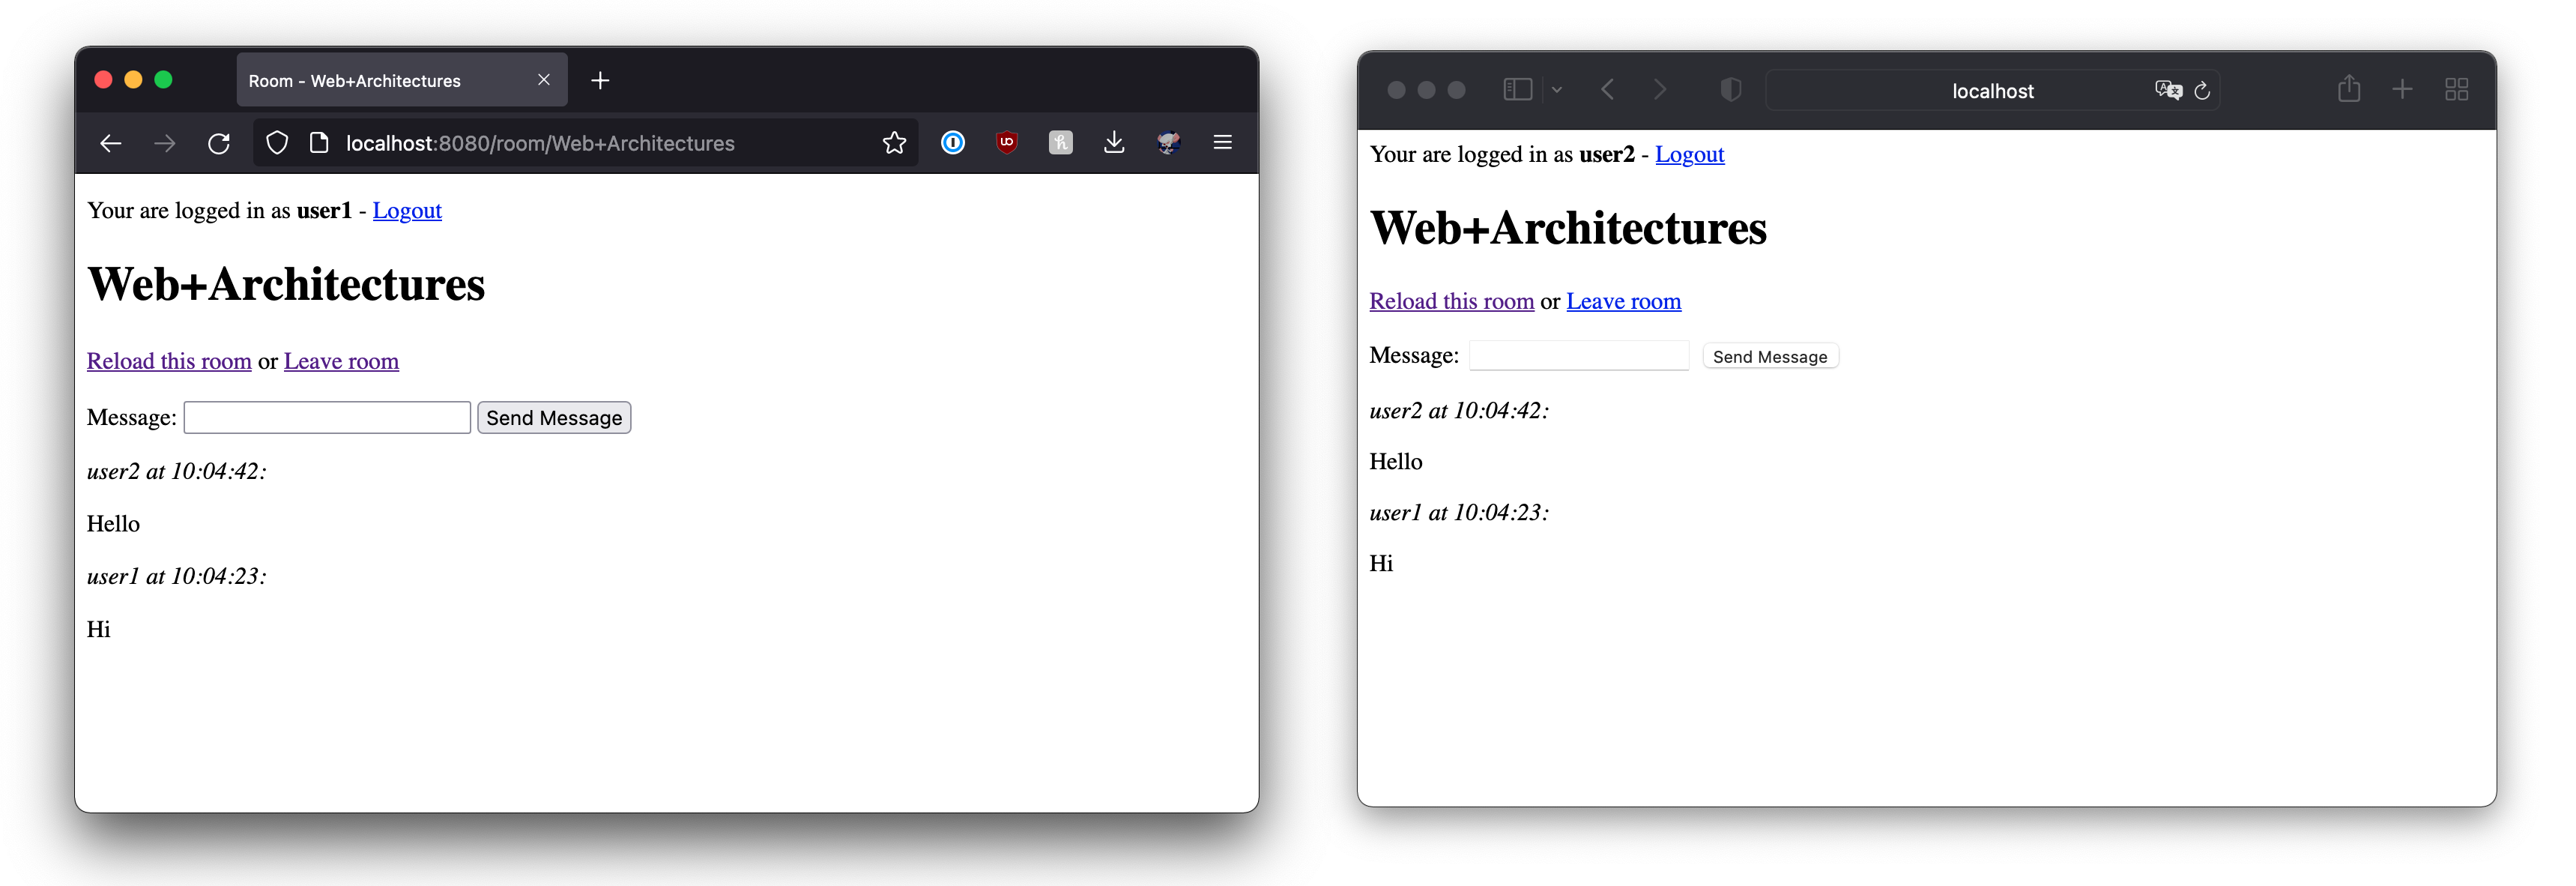 Room - Web+Architectures
localhost:8080/room/Web+Architectures
Your are logged in as user1 - Logout
Web+Architectures
Reload this room or Leave room
Message: Send Message
user2 at 10:04:42:
Hello
user1 at 10:04:23:
Hi
localhost
Your are logged in as user2 - Logout
Web+Architectures
Reload this room or Leave room
Message: Send Message
user2 at 10:04:42:
Hello
user1 at 10:04:23:
Hi